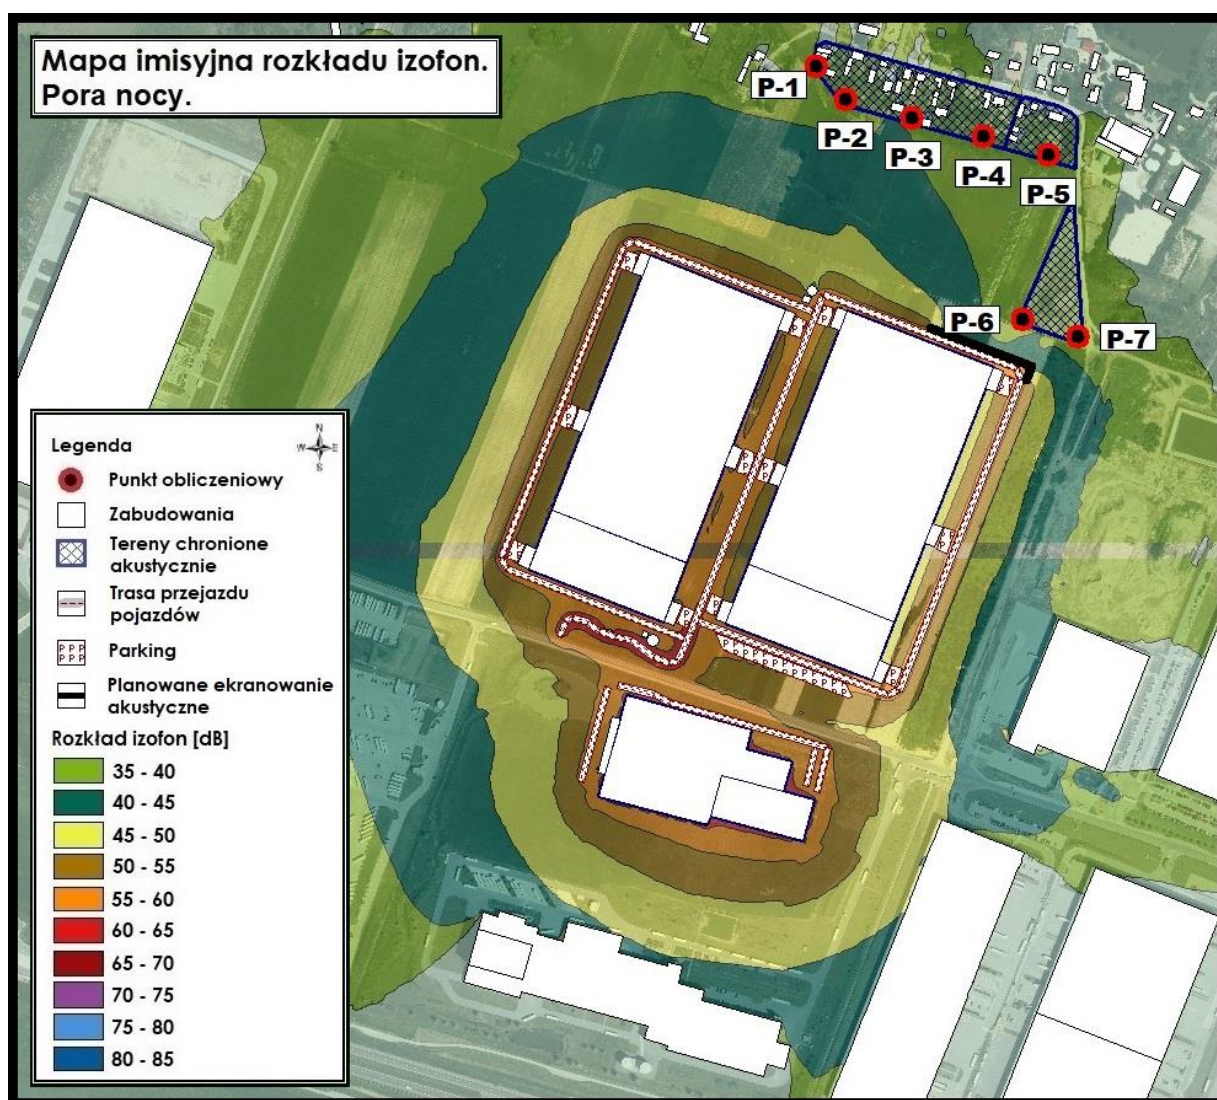 Mapa imisyjna rozkładu izofon.
Pora nocy.
P-1
P-2
P-3
P-4
P-5
P-6
P-7
Legenda
N
W E
S
Punkt obliczeniowy
Zabudowania
Tereny chronione
akustycznie
Trasa przejazdu
pojazdów
P P P
P P P
Parking
Planowane ekranowanie
akustyczne
Rozkład izofon [dB]
35 - 40
40 - 45
45 - 50
50 - 55
55 - 60
60 - 65
65 - 70
70 - 75
75 - 80
80 - 85